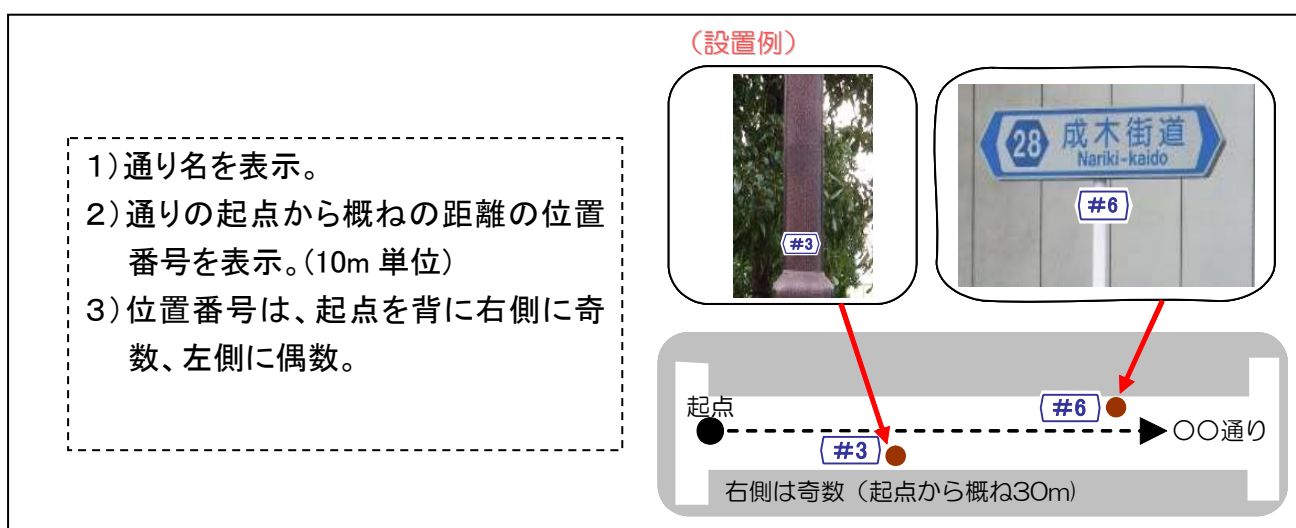 1)通り名を表示。
2)通りの起点から概ねの距離の位置
番号を表示。(10m 単位)
3)位置番号は、起点を背に右側に奇
数、左側に偶数。
(設置例)
#3
28 成木街道
Nariki-kaido
#6
起点
#6
〇〇通り
#3
右側は奇数（起点から概ね30m)